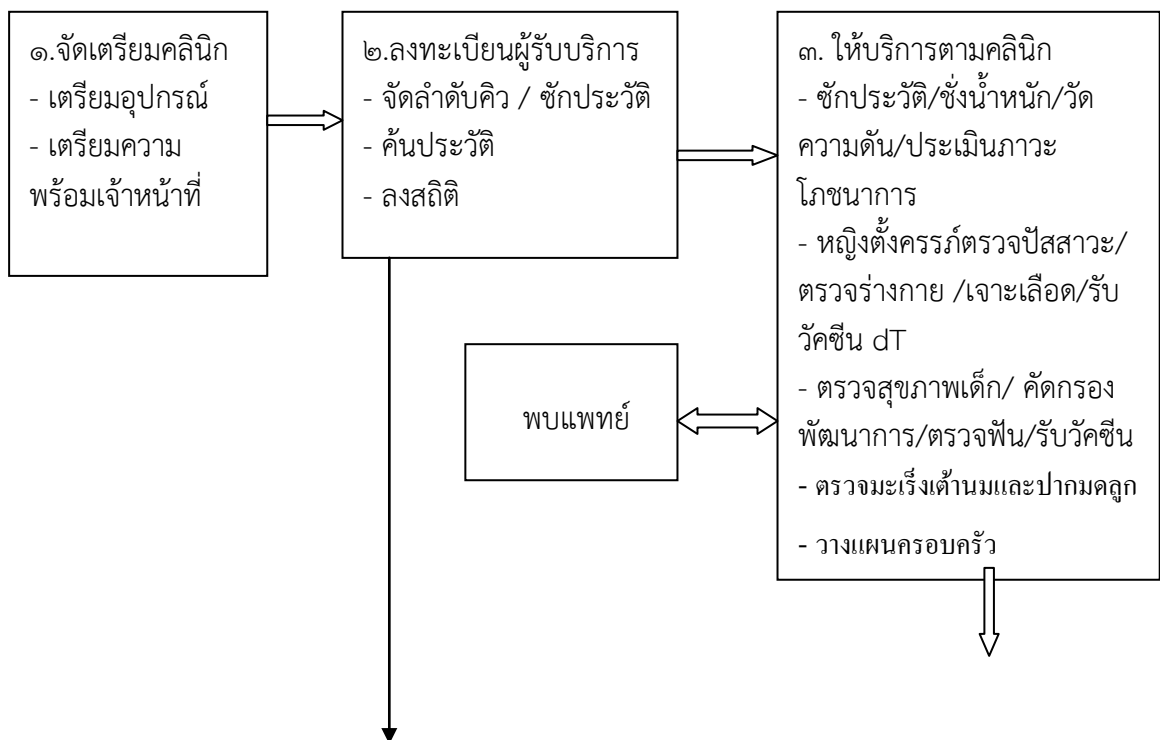 ๑.จัดเตรียมคลินิก
- เตรียมอุปกรณ์
- เตรียมความ
พร้อมเจ้าหน้าที่
๒.ลงทะเบียนผู้รับบริการ
- จัดลำดับคิว / ซักประวัติ
- ค้นประวัติ
- ลงสถิติ
๓. ให้บริการตามคลินิก
- ซักประวัติ/ชั่งน้ำหนัก/วัด
ความดัน/ประเมินภาวะ
โภชนาการ
- หญิงตั้งครรภ์ตรวจปัสสาวะ/
ตรวจร่างกาย /เจาะเลือด/รับ
วัคซีน dT
- ตรวจสุขภาพเด็ก/ คัดกรอง
พัฒนาการ/ตรวจฟัน/รับวัคซีน
- ตรวจมะเร็งเต้านมและปากมดลูก
- วางแผนครอบครัว
พบแพทย์